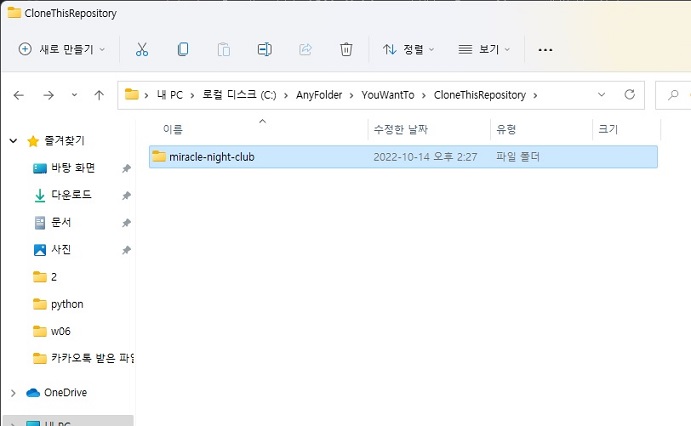 CloneThisRepository
새로 만들기 정렬 보기
내 PC 로컬 디스크 (C:) AnyFolder YouWantTo CloneThisRepository
이름 수정한 날짜 유형 크기
즐겨찾기
miracle-night-club 2022-10-14 오후 2:27 파일 폴더
바탕 화면
다운로드
문서
사진
2
python
w06
카카오톡 받은 파일
OneDrive
내 PC